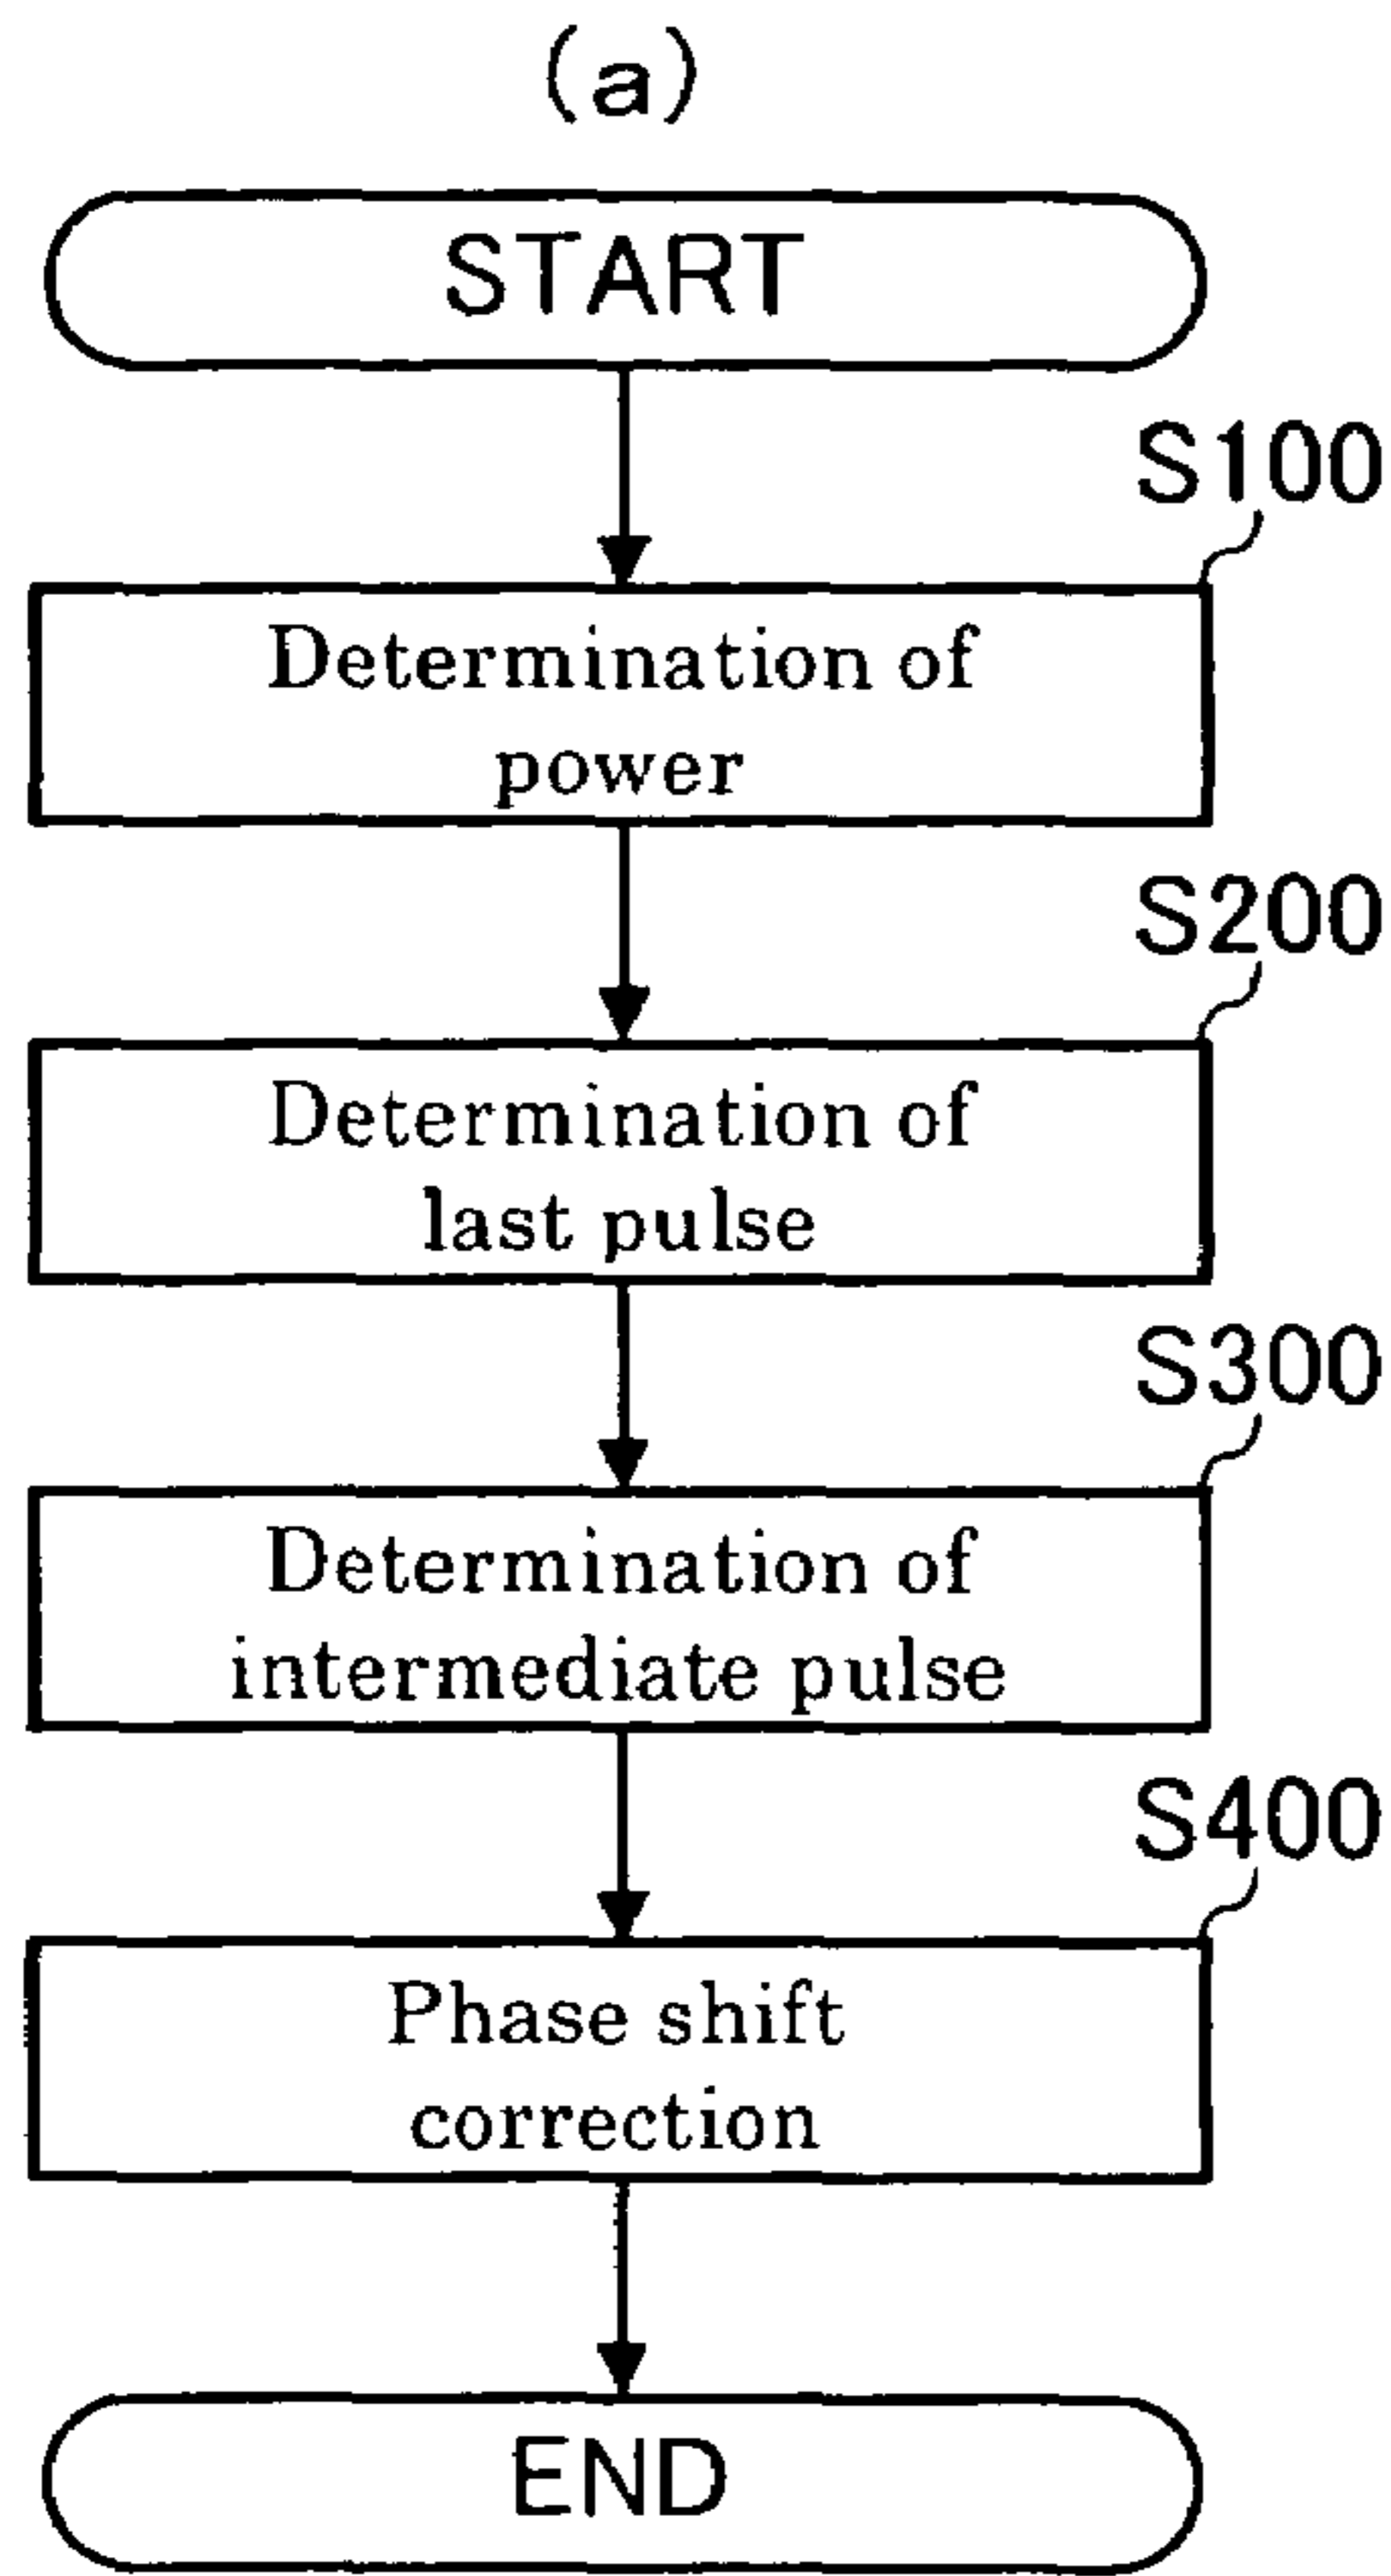 (a)
START
S100
Determination of
power
S200
Determination of
last pulse
S300
Determination of
intermediate pulse
S400
Phase shift
correction
END